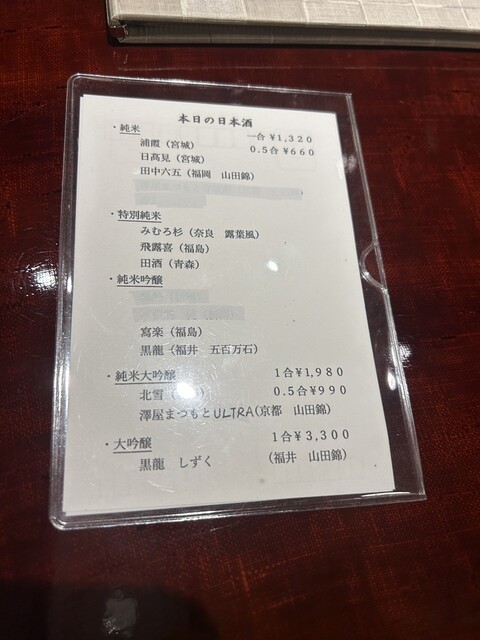 本日の日本酒
・純米 一合 ¥1,320
浦霞（宮城） 0.5合 ¥660
日髙見（宮城）
田中六五（福岡 山田錦）
・特別純米
みむろ杉（奈良 露葉風）
飛露喜（福島）
田酒（青森）
・純米吟醸
寫楽（福島）
黒龍（福井 五百万石）
・純米大吟醸 1合¥1,980
北雪（ ） 0.5合¥990
澤屋まつもとULTRA(京都 山田錦）
・大吟醸 1合¥3,300
黒龍 しずく （福井 山田錦）